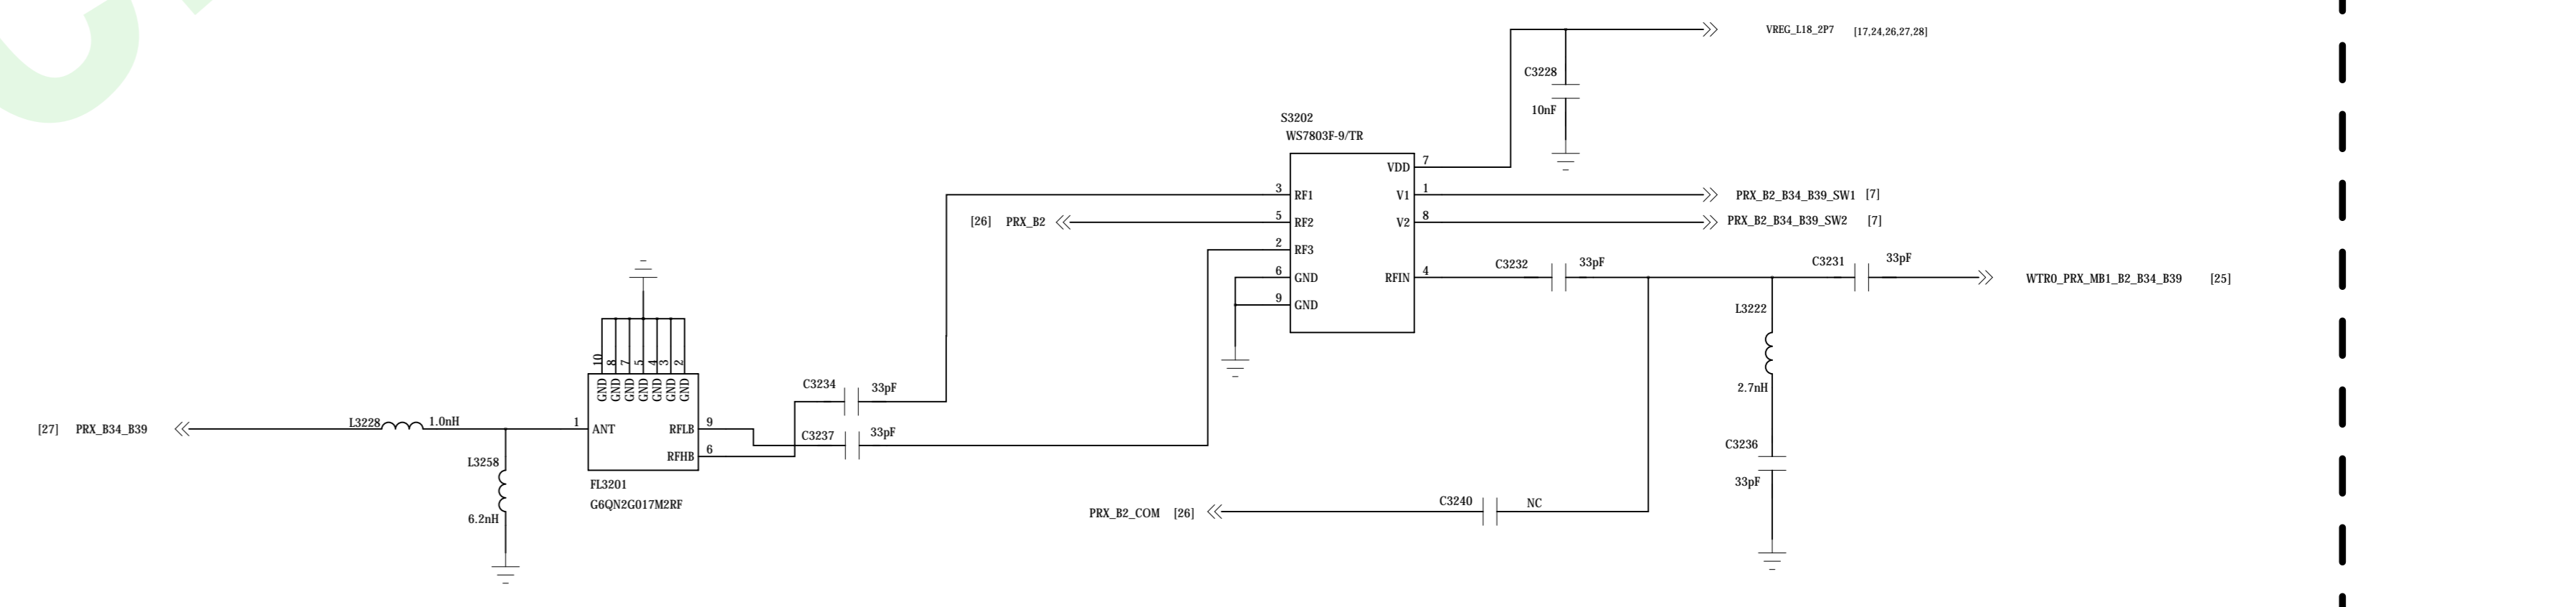 VREG_L18_2P7 [17,24,26,27,28]
C3228
10nF
S3202
WS7803F-9/TR
VDD 7
3 RF1 V1 1 PRX_B2_B34_B39_SW1 [7]
[26] PRX_B2 5 RF2 V2 8 PRX_B2_B34_B39_SW2 [7]
2 RF3
6 GND RFIN 4 C3232 33pF C3231 33pF WTR0_PRX_MB1_B2_B34_B39 [25]
9 GND
L3222
2.7nH
10 8 7 5 4 3 2
GND GND GND GND GND GND GND
C3234 33pF
[27] PRX_B34_B39 L3228 1.0nH 1 ANT RFLB 9 C3237 33pF
RFHB 6
L3258
6.2nH
FL3201
G6QN2G017M2RF
C3236
33pF
PRX_B2_COM [26] C3240 NC